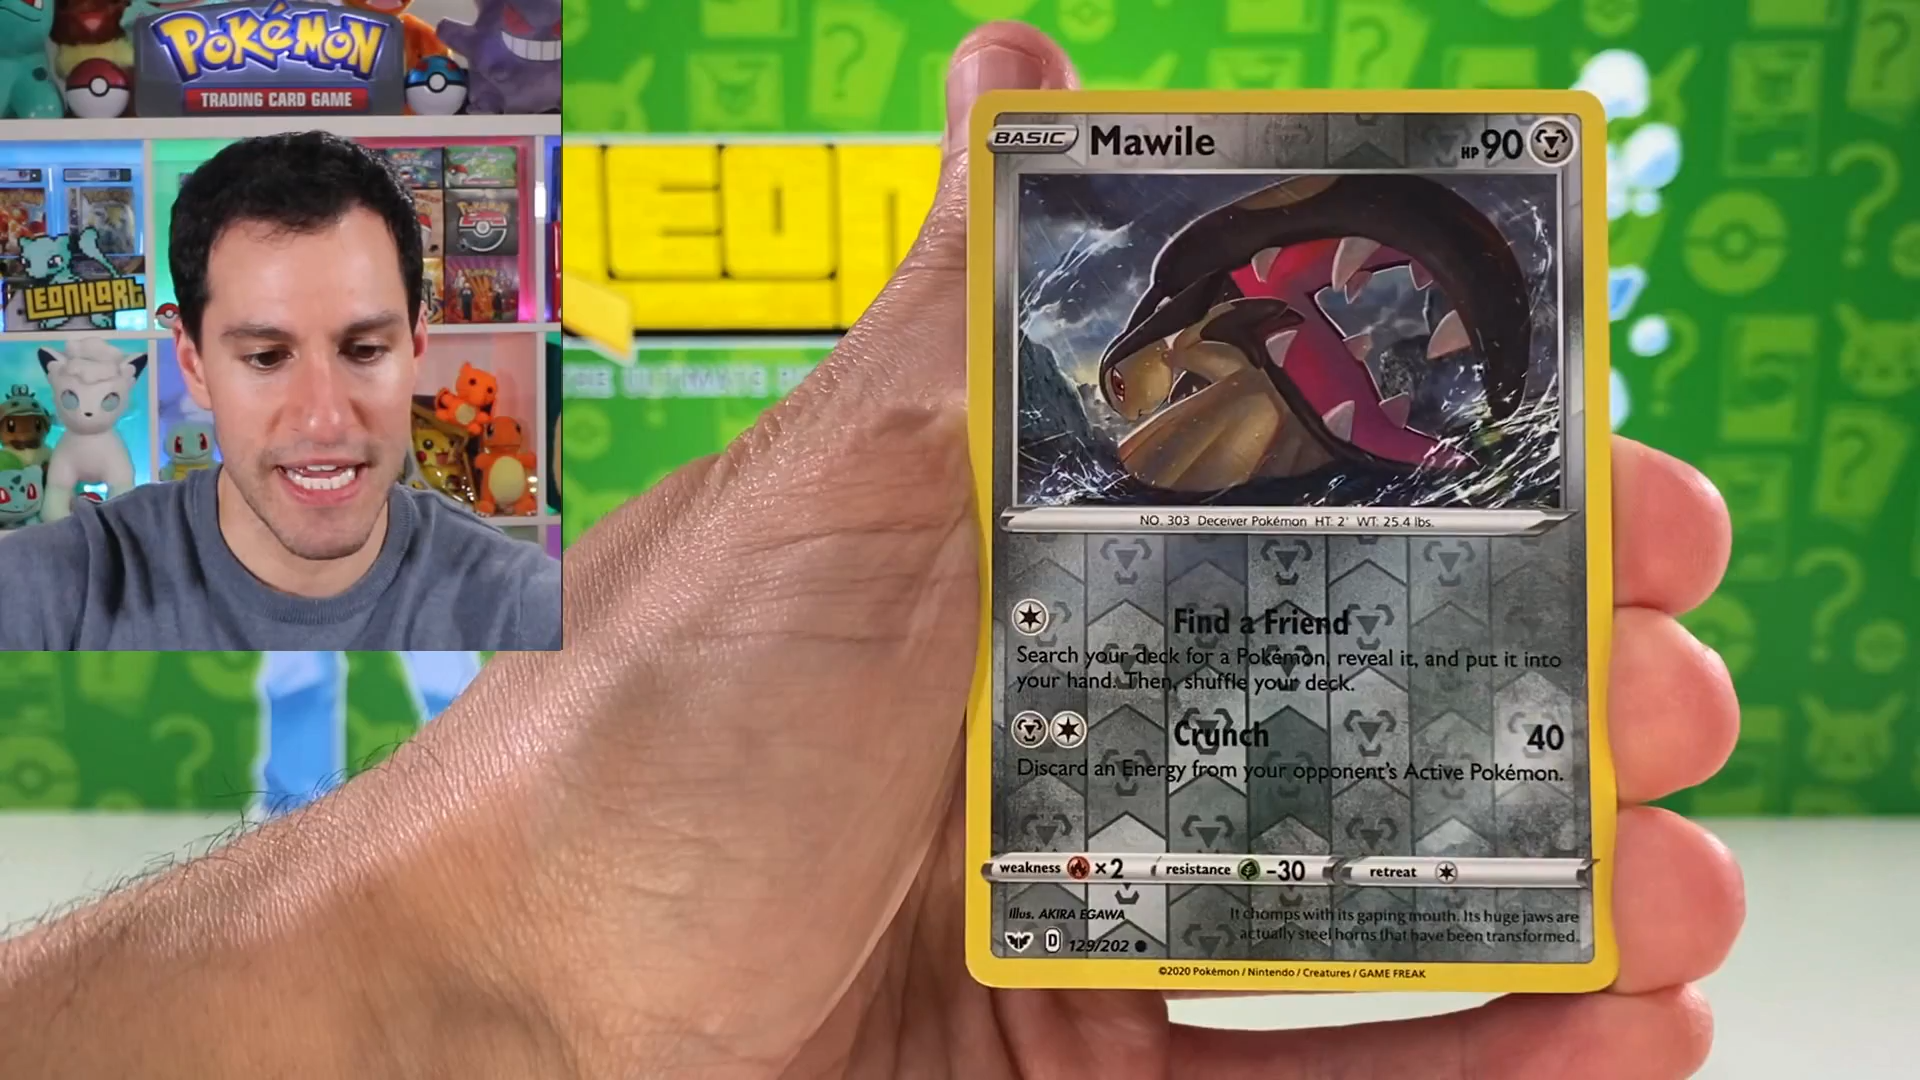 POKéMON
TRADING CARD GAME
LEONHART
LEON
THE ULTIMATE
BASIC Mawile HP 90
NO. 303 Deceiver Pokémon HT: 2' WT: 25.4 lbs.
Find a Friend
Search your deck for a Pokémon, reveal it, and put it into
your hand. Then, shuffle your deck.
Crunch 40
Discard an Energy from your opponent's Active Pokémon.
weakness ×2 resistance -30 retreat
Illus. AKIRA EGAWA
D 129/202
It chomps with its gaping mouth. Its huge jaws are
actually steel horns that have been transformed.
©2020 Pokémon / Nintendo / Creatures / GAME FREAK